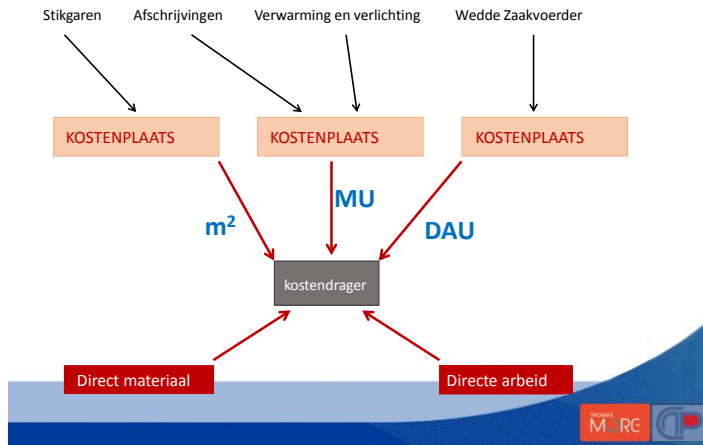 Stikgaren
Afschrijvingen
Verwarming en verlichting
Wedde Zaakvoerder
KOSTENPLAATS
KOSTENPLAATS
KOSTENPLAATS
m²
MU
DAU
kostendrager
Direct materiaal
Directe arbeid
THOMAS
MORE